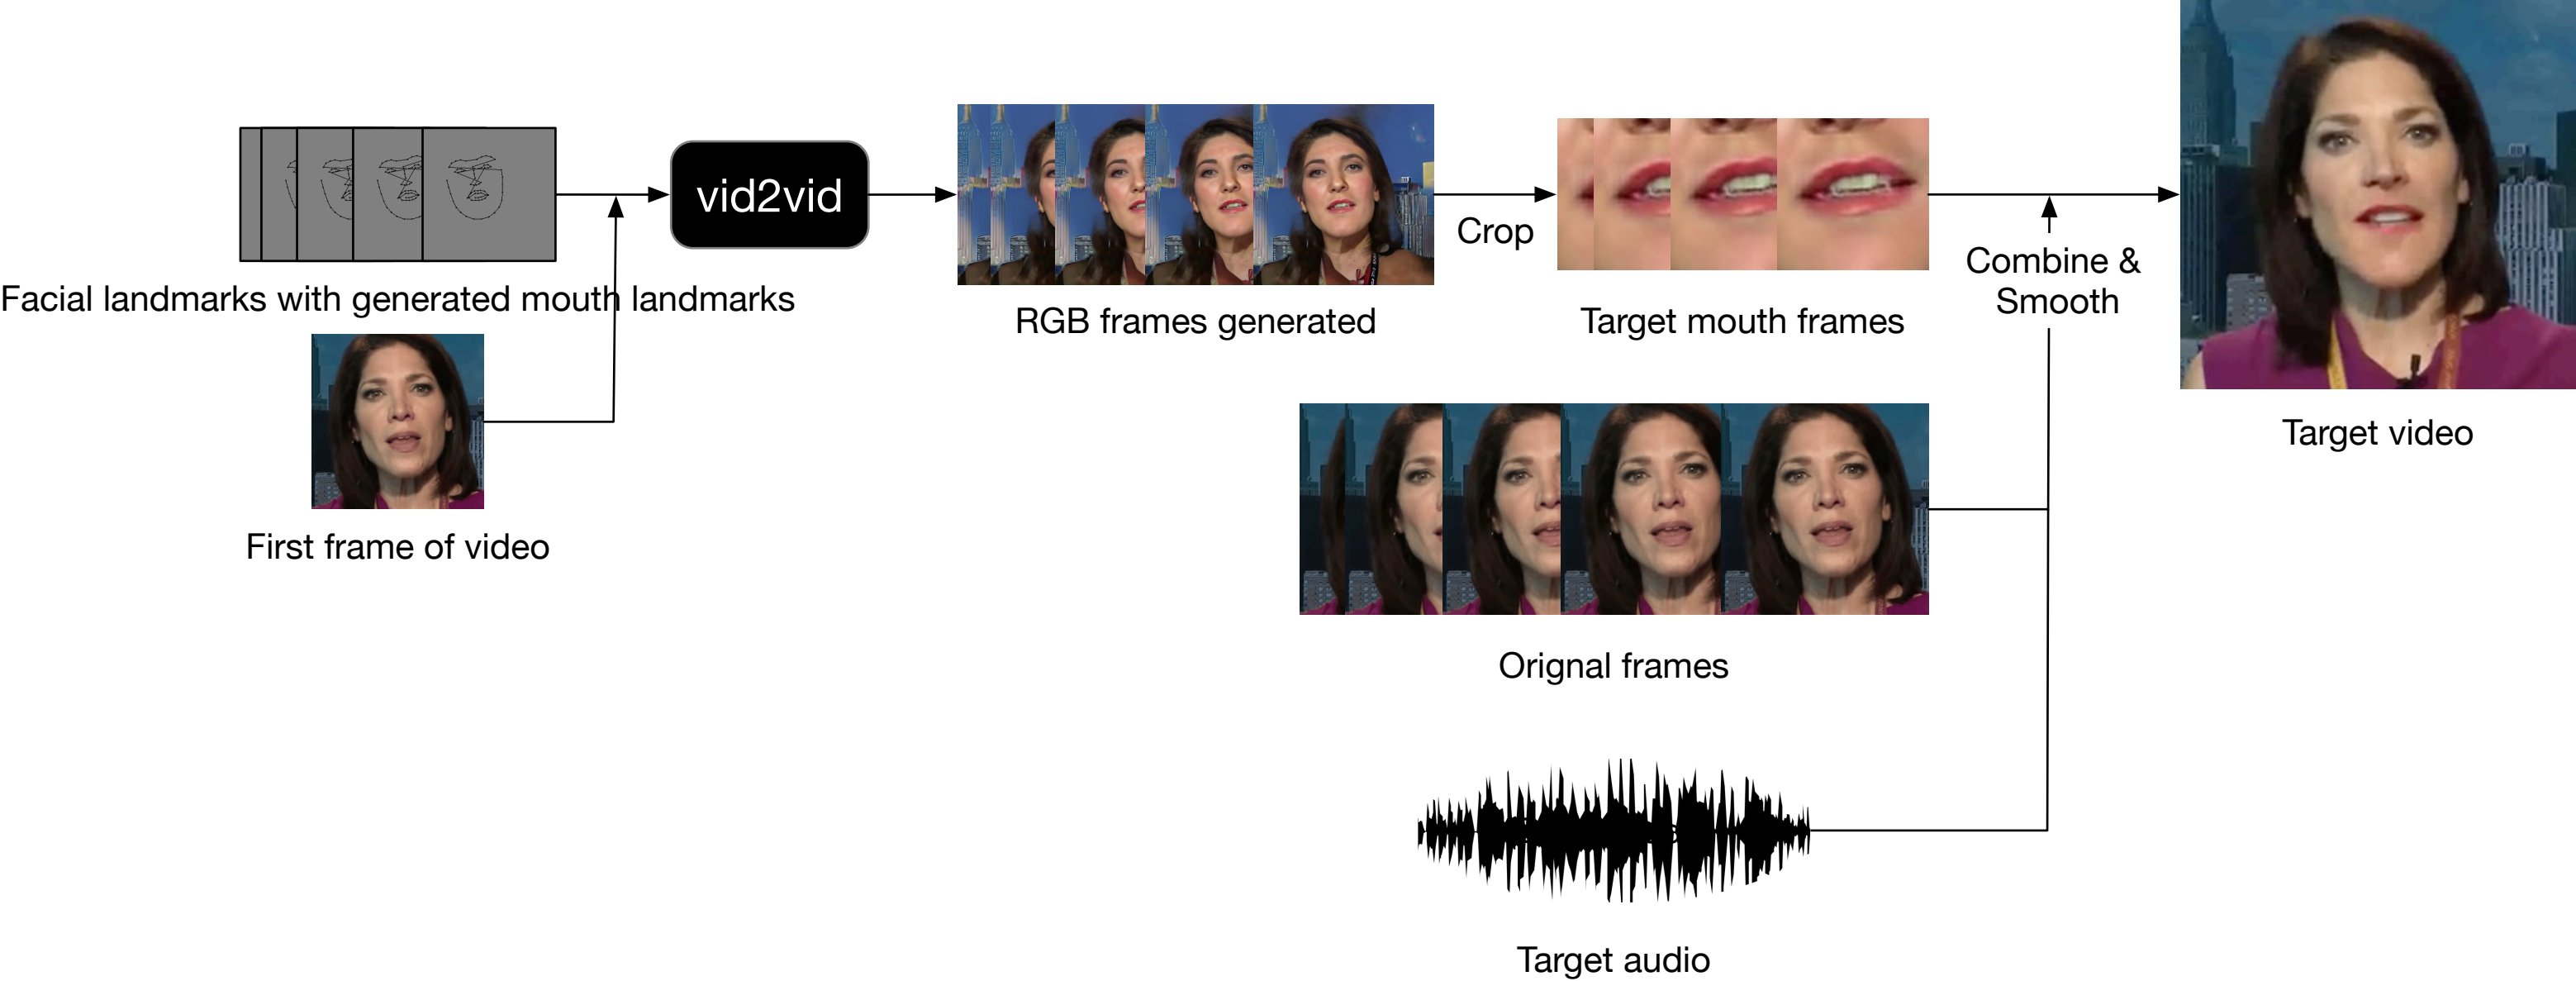 Facial landmarks with generated mouth landmarks
First frame of video
vid2vid
RGB frames generated
Crop
Target mouth frames
Combine &
Smooth
Orignal frames
Target audio
Target video